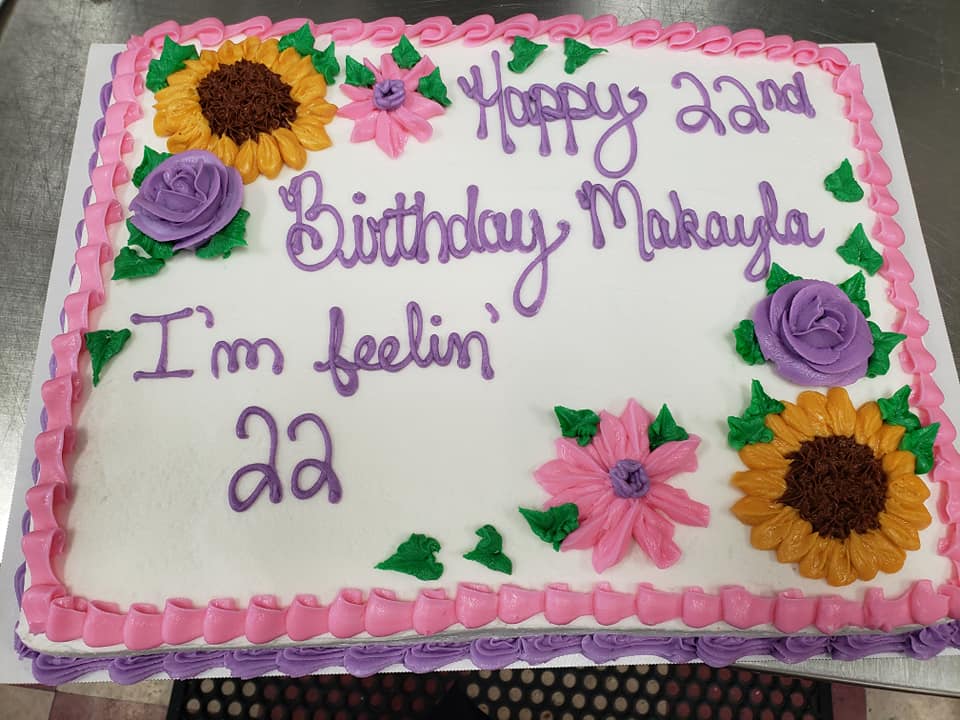 Happy 22nd
Birthday Makayla
I'm feelin'
22